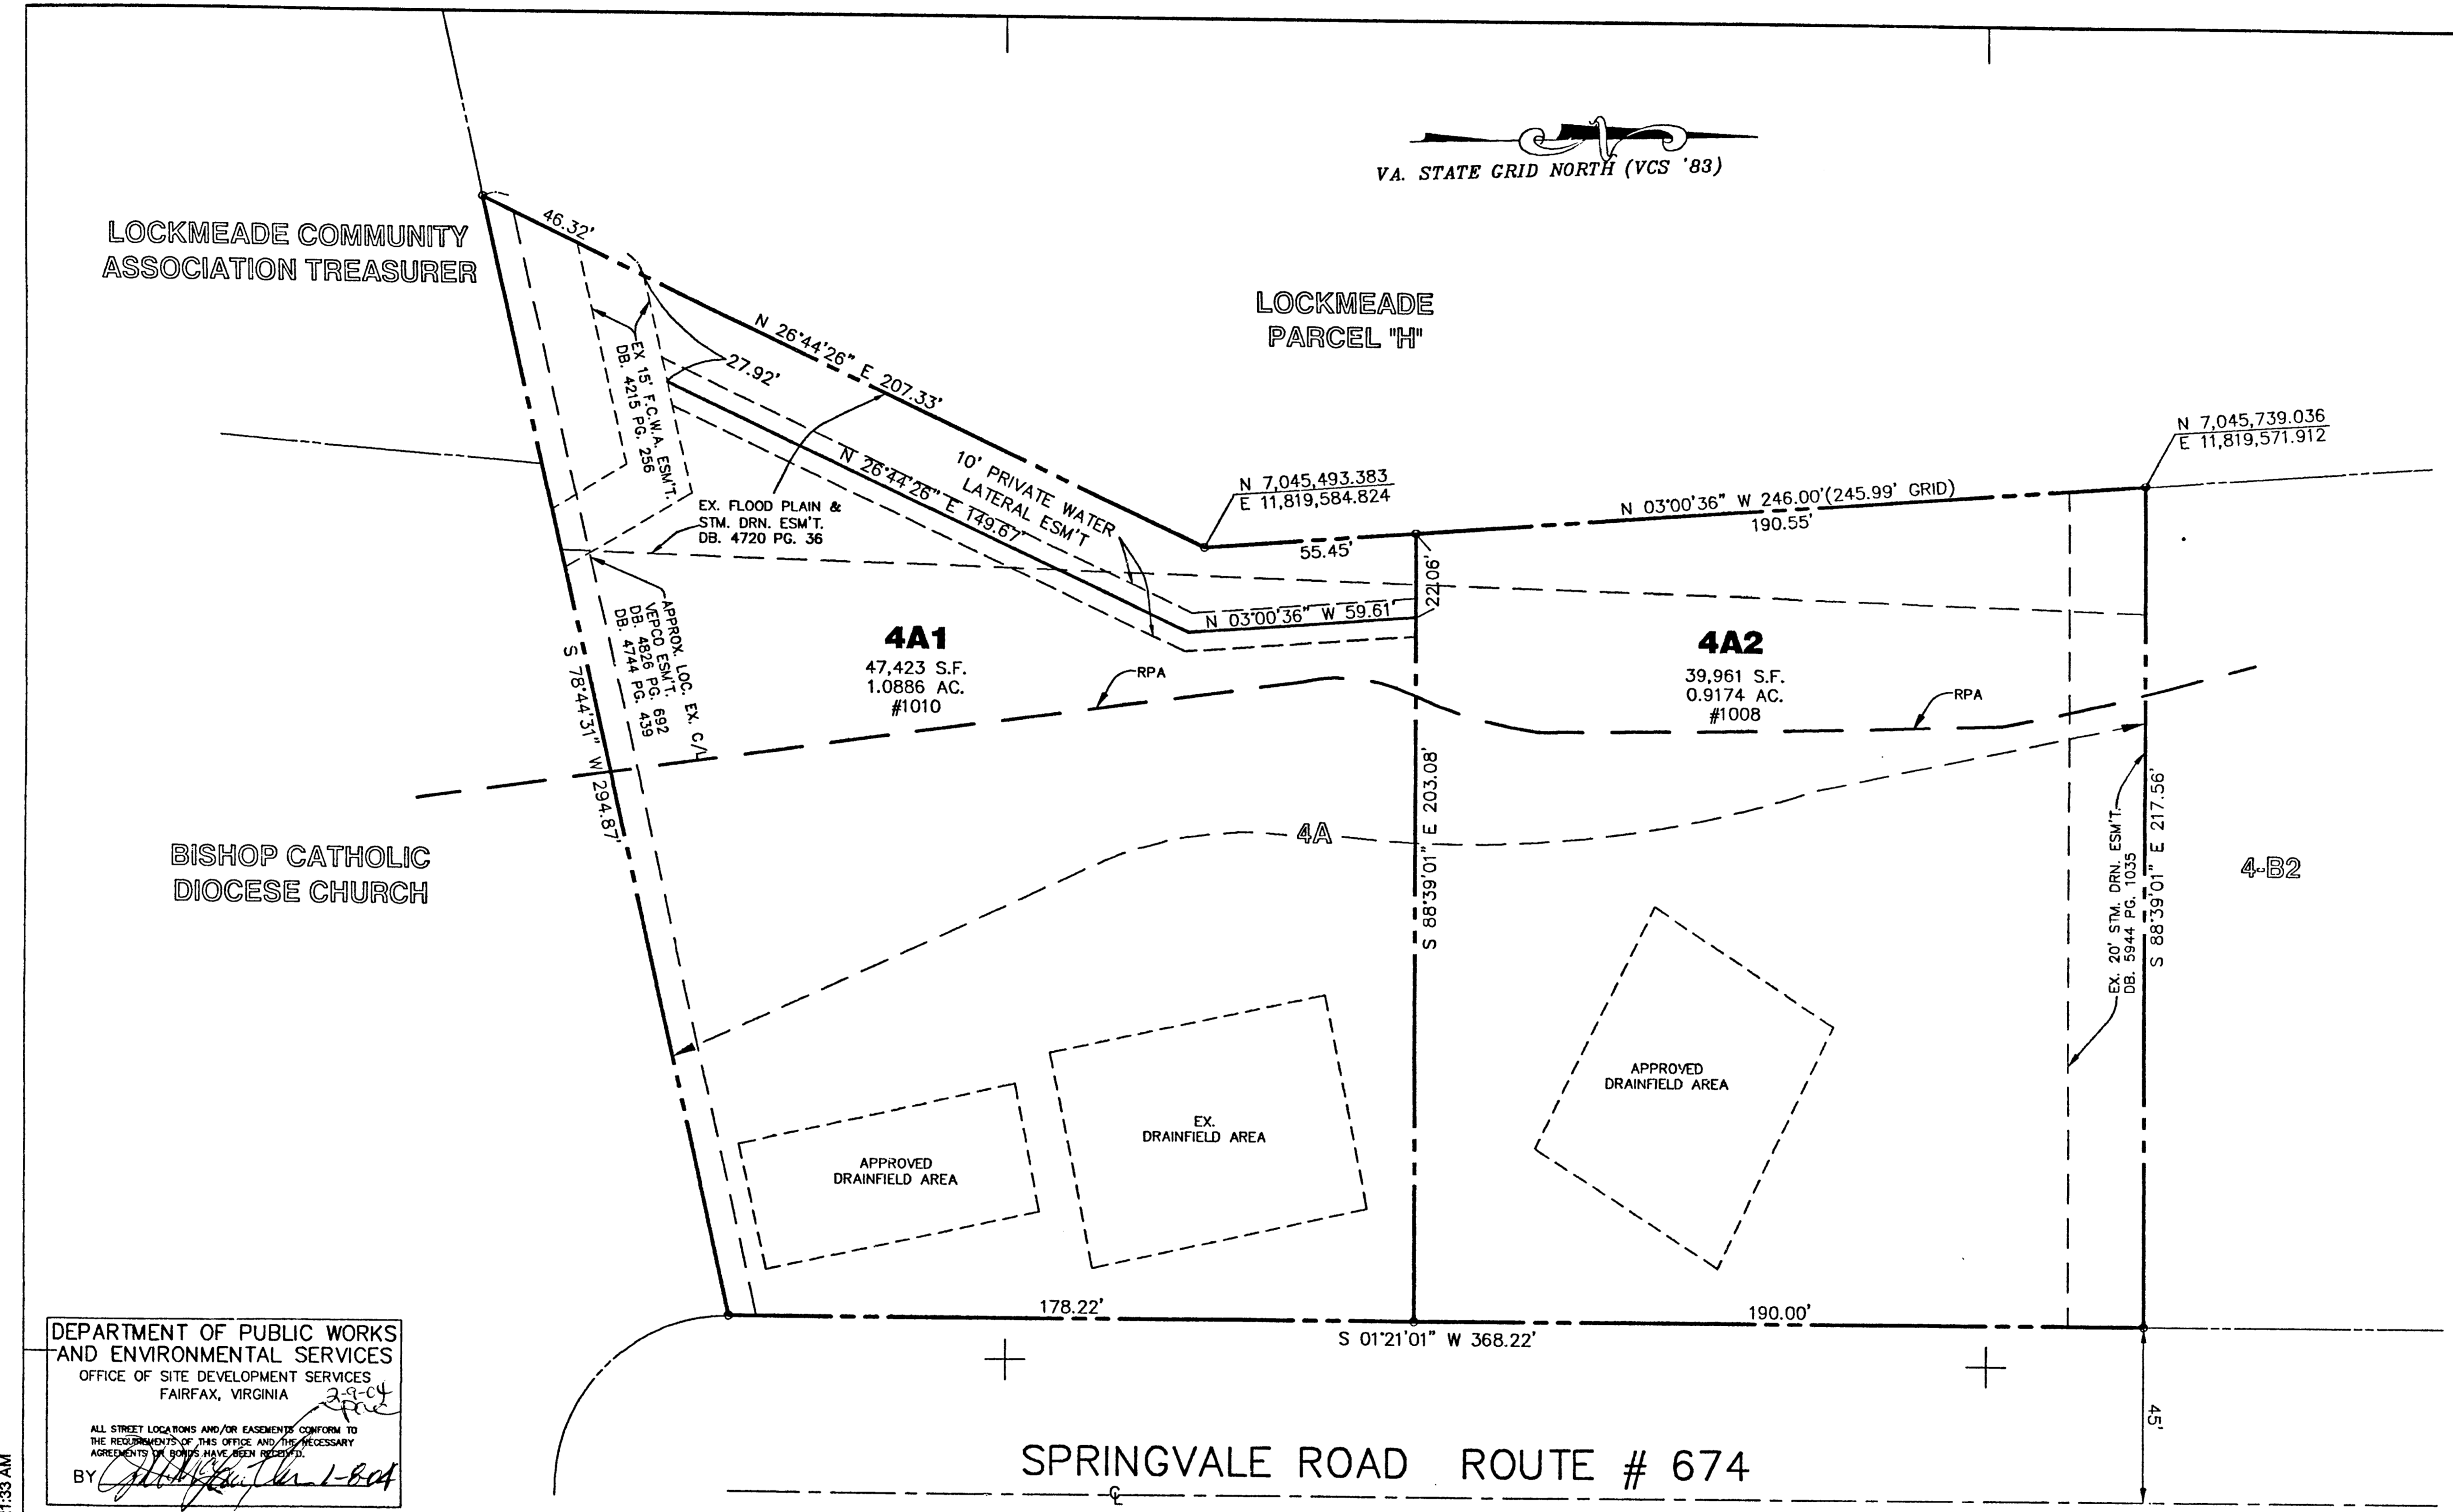 VA. STATE GRID NORTH (VCS '83)
LOCKMEADE COMMUNITY
ASSOCIATION TREASURER
46.32'
LOCKMEADE
PARCEL "H"
N 26°44'26" E 207.33'
27.92'
EX 15' F.C.W.A. ESM'T.
DB. 4215 PG. 256
N 26°44'26" E 149.67'
10' PRIVATE WATER
LATERAL ESM'T
EX. FLOOD PLAIN &
STM. DRN. ESM'T.
DB. 4720 PG. 36
N 7,045,493.383
E 11,819,584.824
N 7,045,739.036
E 11,819,571.912
N 03°00'36" W 246.00'(245.99' GRID)
55.45'
190.55'
22.06'
N 03°00'36" W 59.61'
APPROX. LOC. EX. C/L
VEPCO ESM'T.
DB. 4826 PG. 692
DB. 4744 PG. 439
S 78°44'31" W 294.87'
4A1
47,423 S.F.
1.0886 AC.
#1010
RPA
4A2
39,961 S.F.
0.9174 AC.
#1008
RPA
S 88°39'01" E 203.08'
4A
EX. 20' STM. DRN. ESM'T.
DB. 5944 PG. 1035
S 88°39'01" E 217.56'
4-B2
BISHOP CATHOLIC
DIOCESE CHURCH
APPROVED
DRAINFIELD AREA
EX.
DRAINFIELD AREA
APPROVED
DRAINFIELD AREA
178.22'
190.00'
S 01°21'01" W 368.22'
45'
SPRINGVALE ROAD ROUTE # 674
DEPARTMENT OF PUBLIC WORKS
AND ENVIRONMENTAL SERVICES
OFFICE OF SITE DEVELOPMENT SERVICES
FAIRFAX, VIRGINIA
2-9-04
ALL STREET LOCATIONS AND/OR EASEMENTS CONFORM TO
THE REQUIREMENTS OF THIS OFFICE AND THE NECESSARY
AGREEMENTS OR BONDS HAVE BEEN RECEIVED.
BY 1-8-04
1:33 AM